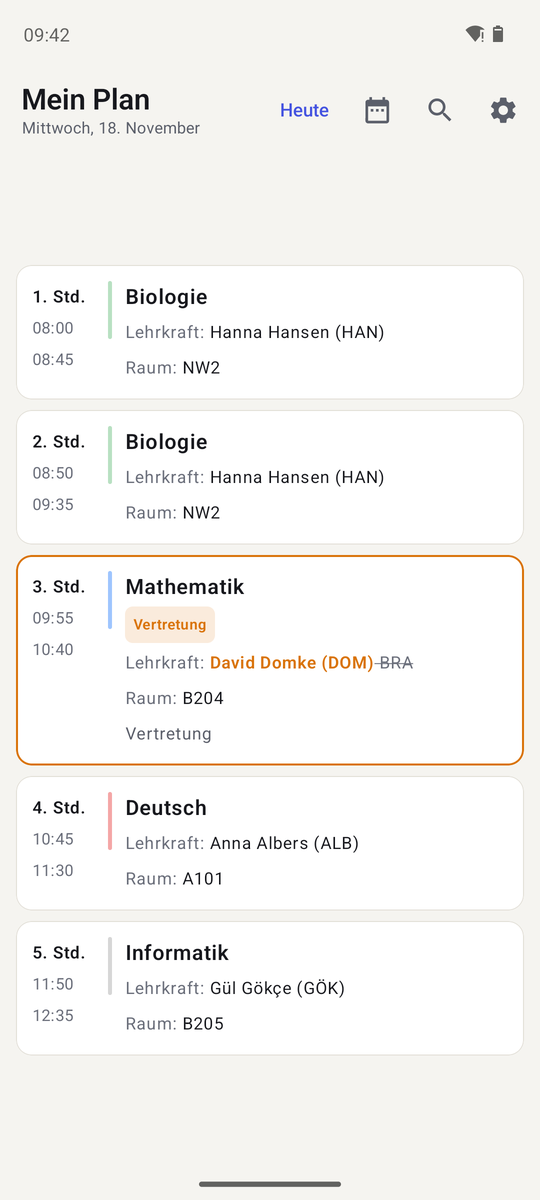 09:42
Mein Plan
Mittwoch, 18. November
Heute
1. Std.
08:00
08:45
Biologie
Lehrkraft: Hanna Hansen (HAN)
Raum: NW2
2. Std.
08:50
09:35
Biologie
Lehrkraft: Hanna Hansen (HAN)
Raum: NW2
3. Std.
09:55
10:40
Mathematik
Vertretung
Lehrkraft: David Domke (DOM) BRA
Raum: B204
Vertretung
4. Std.
10:45
11:30
Deutsch
Lehrkraft: Anna Albers (ALB)
Raum: A101
5. Std.
11:50
12:35
Informatik
Lehrkraft: Gül Gökçe (GÖK)
Raum: B205